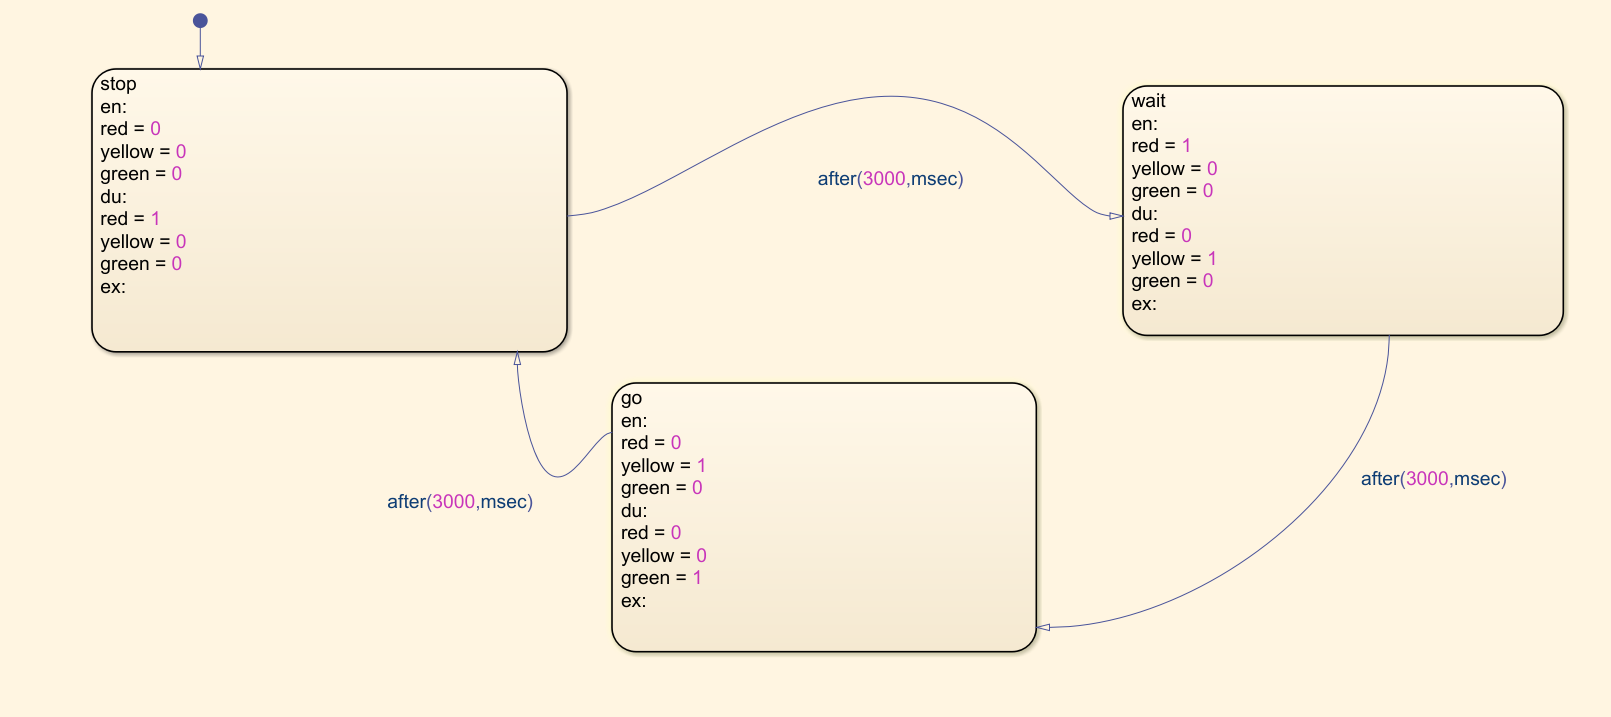 stop
en:
red = 0
yellow = 0
green = 0
du:
red = 1
yellow = 0
green = 0
ex:
after(3000,msec)
wait
en:
red = 1
yellow = 0
green = 0
du:
red = 0
yellow = 1
green = 0
ex:
after(3000,msec)
go
en:
red = 0
yellow = 1
green = 0
du:
red = 0
yellow = 0
green = 1
ex:
after(3000,msec)